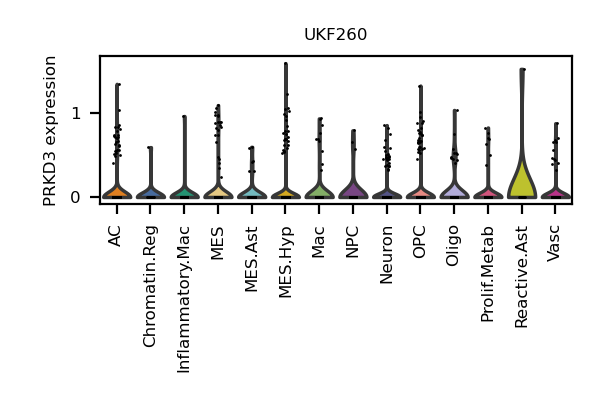 UKF260
PRKD3 expression
1
0
AC
Chromatin.Reg
Inflammatory.Mac
MES
MES.Ast
MES.Hyp
Mac
NPC
Neuron
OPC
Oligo
Prolif.Metab
Reactive.Ast
Vasc